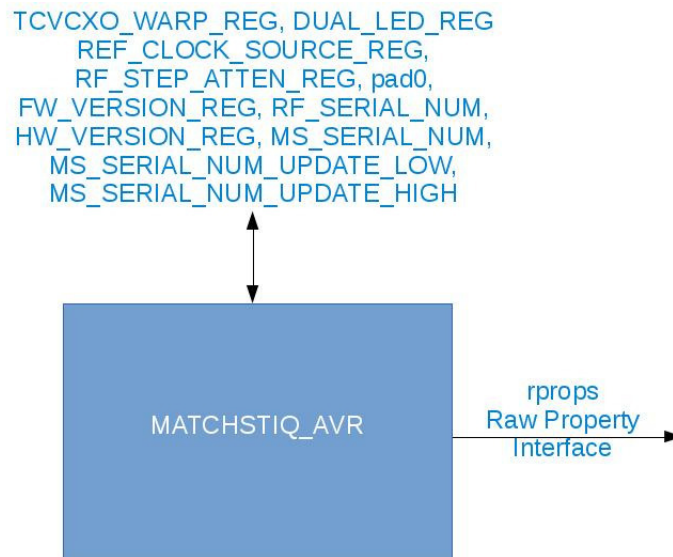 TCVCXO_WARP_REG, DUAL_LED_REG
REF_CLOCK_SOURCE_REG,
RF_STEP_ATTEN_REG, pad0,
FW_VERSION_REG, RF_SERIAL_NUM,
HW_VERSION_REG, MS_SERIAL_NUM,
MS_SERIAL_NUM_UPDATE_LOW,
MS_SERIAL_NUM_UPDATE_HIGH
MATCHSTIQ_AVR
rprops
Raw Property
Interface